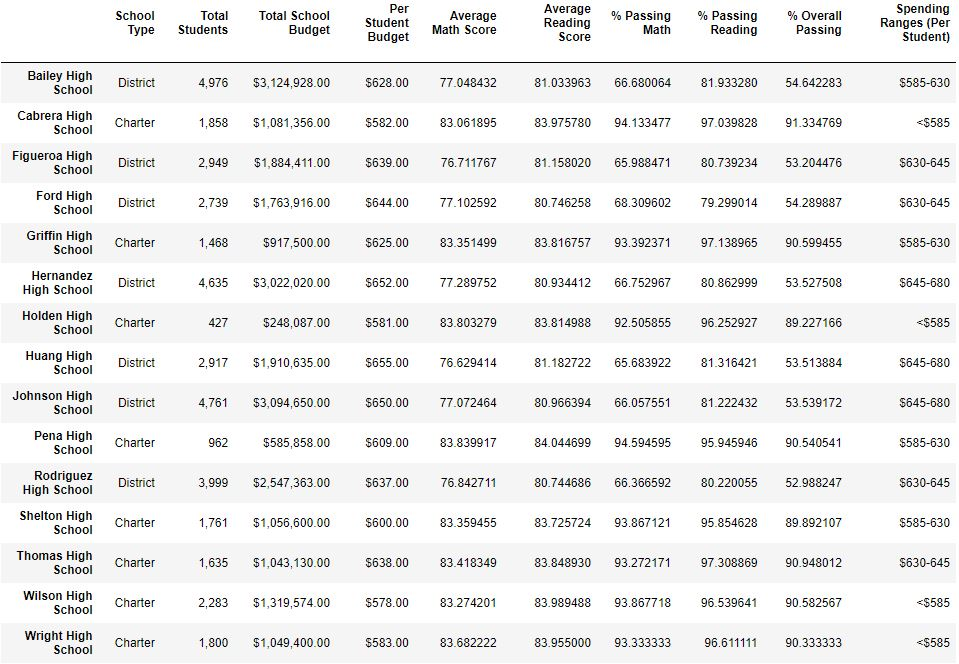 School Type Total Students Total School Budget Per Student Budget Average Math Score Average Reading Score % Passing Math % Passing Reading % Overall Passing Spending Ranges (Per Student)
Bailey High School District 4,976 $3,124,928.00 $628.00 77.048432 81.033963 66.680064 81.933280 54.642283 $585-630
Cabrera High School Charter 1,858 $1,081,356.00 $582.00 83.061895 83.975780 94.133477 97.039828 91.334769 <$585
Figueroa High School District 2,949 $1,884,411.00 $639.00 76.711767 81.158020 65.988471 80.739234 53.204476 $630-645
Ford High School District 2,739 $1,763,916.00 $644.00 77.102592 80.746258 68.309602 79.299014 54.289887 $630-645
Griffin High School Charter 1,468 $917,500.00 $625.00 83.351499 83.816757 93.392371 97.138965 90.599455 $585-630
Hernandez High School District 4,635 $3,022,020.00 $652.00 77.289752 80.934412 66.752967 80.862999 53.527508 $645-680
Holden High School Charter 427 $248,087.00 $581.00 83.803279 83.814988 92.505855 96.252927 89.227166 <$585
Huang High School District 2,917 $1,910,635.00 $655.00 76.629414 81.182722 65.683922 81.316421 53.513884 $645-680
Johnson High School District 4,761 $3,094,650.00 $650.00 77.072464 80.966394 66.057551 81.222432 53.539172 $645-680
Pena High School Charter 962 $585,858.00 $609.00 83.839917 84.044699 94.594595 95.945946 90.540541 $585-630
Rodriguez High School District 3,999 $2,547,363.00 $637.00 76.842711 80.744686 66.366592 80.220055 52.988247 $630-645
Shelton High School Charter 1,761 $1,056,600.00 $600.00 83.359455 83.725724 93.867121 95.854628 89.892107 $585-630
Thomas High School Charter 1,635 $1,043,130.00 $638.00 83.418349 83.848930 93.272171 97.308869 90.948012 $630-645
Wilson High School Charter 2,283 $1,319,574.00 $578.00 83.274201 83.989488 93.867718 96.539641 90.582567 <$585
Wright High School Charter 1,800 $1,049,400.00 $583.00 83.682222 83.955000 93.333333 96.611111 90.333333 <$585